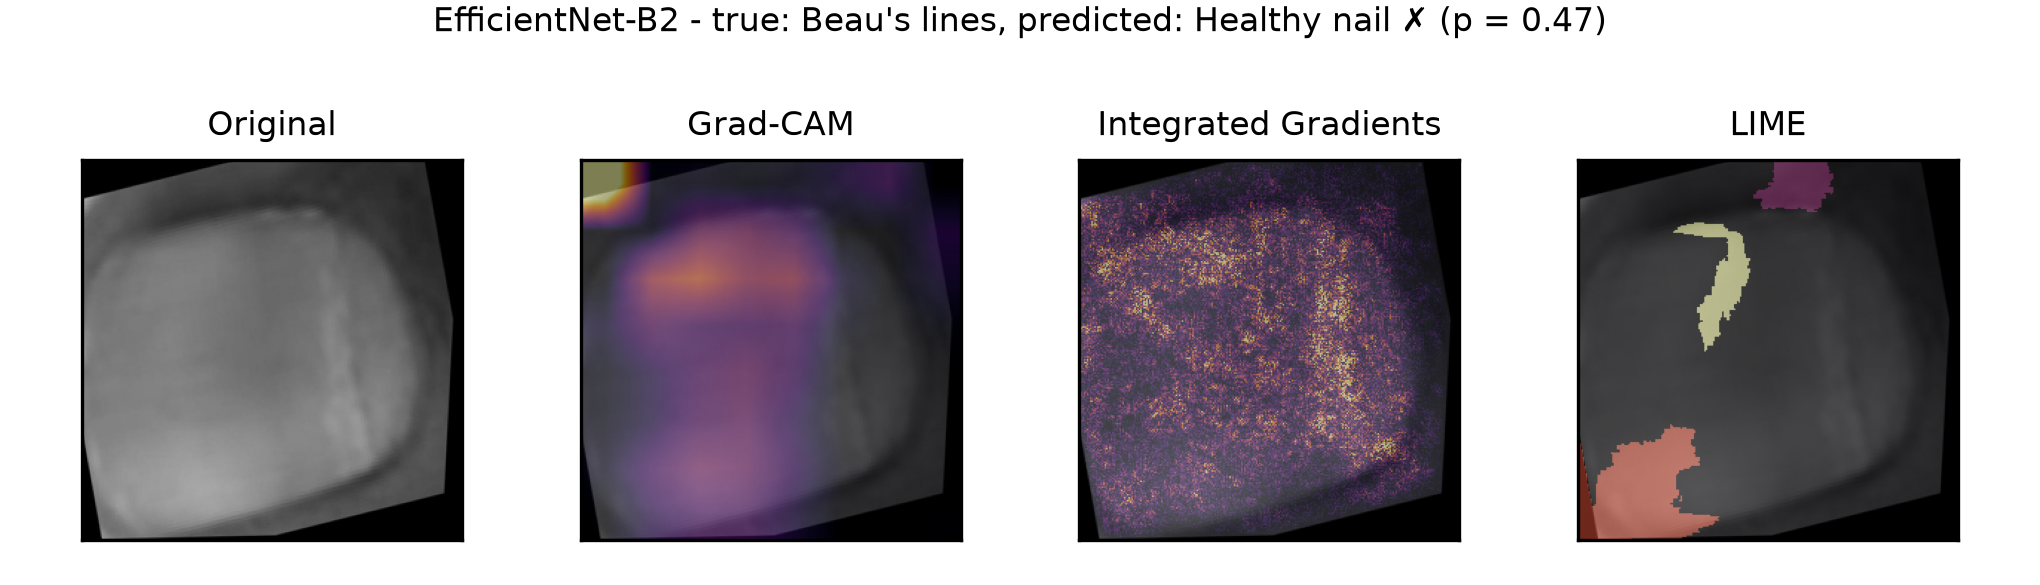 EfficientNet-B2 - true: Beau's lines, predicted: Healthy nail ✗ (p = 0.47)
Original
Grad-CAM
Integrated Gradients
LIME